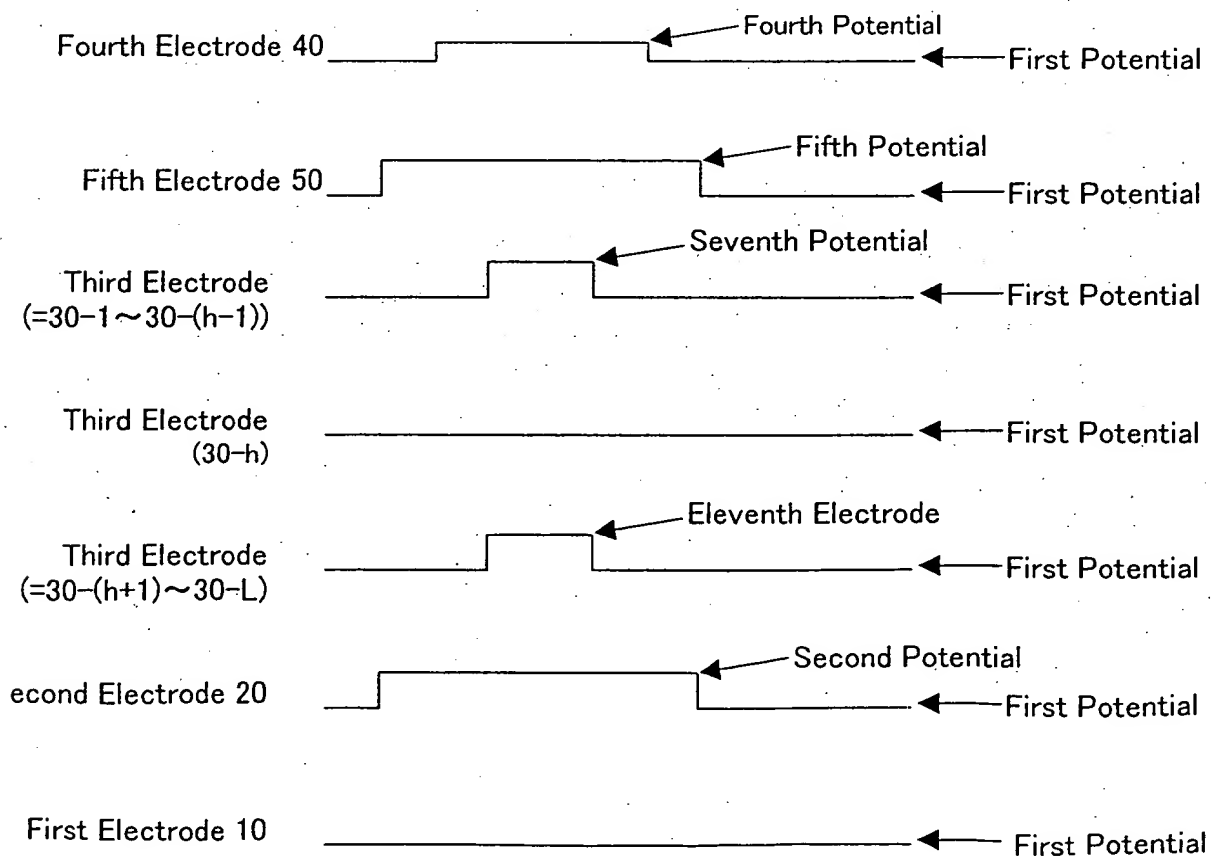 Fourth Potential
Fourth Electrode 40
First Potential
Fifth Potential
Fifth Electrode 50
First Potential
Seventh Potential
Third Electrode
First Potential
(=30-1~30-(h-1))
Third Electrode
First Potential
(30-h)
Eleventh Electrode
Third Electrode
First Potential
(=30-(h+1)~30-L)
Second Potential
econd Electrode 20
First Potential
First Electrode 10
First Potential